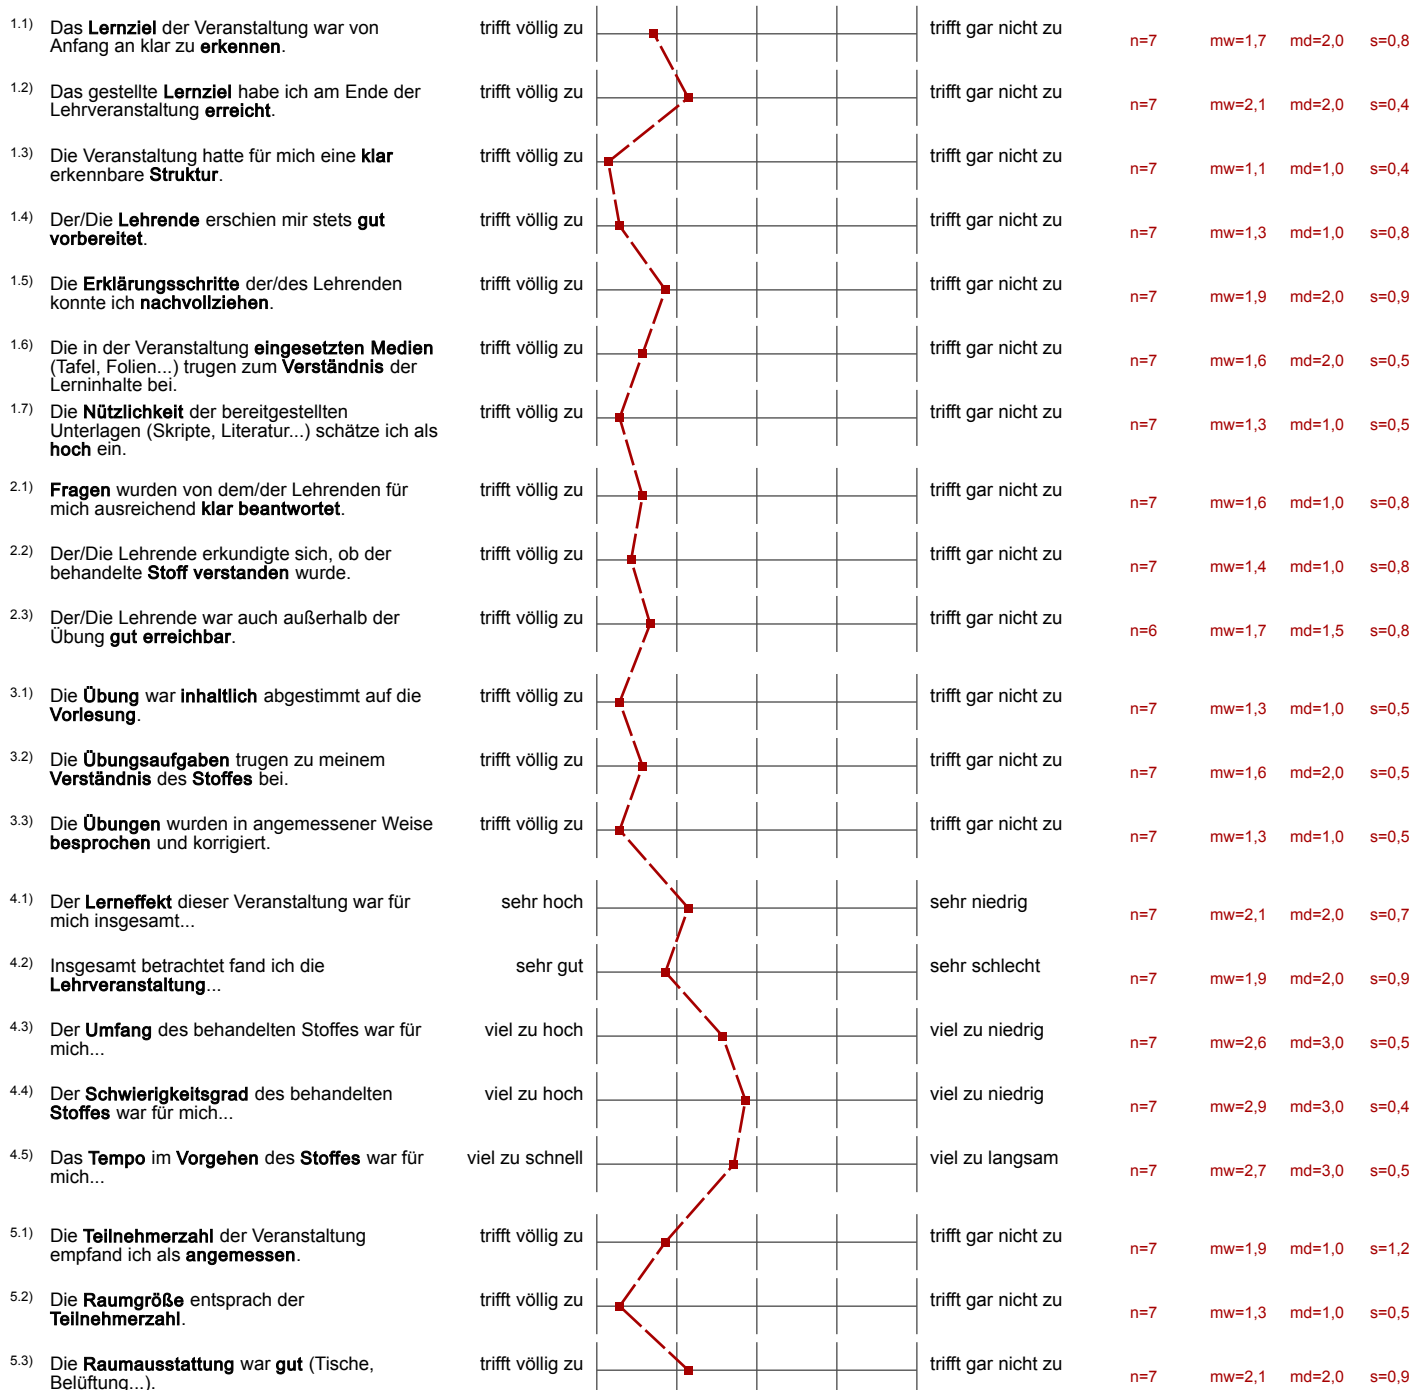 1.1) Das Lernziel der Veranstaltung war von trifft völlig zu trifft gar nicht zu
Anfang an klar zu erkennen. n=7 mw=1,7 md=2,0 s=0,8
1.2) Das gestellte Lernziel habe ich am Ende der trifft völlig zu trifft gar nicht zu
Lehrveranstaltung erreicht. n=7 mw=2,1 md=2,0 s=0,4
1.3) Die Veranstaltung hatte für mich eine klar trifft völlig zu trifft gar nicht zu
erkennbare Struktur. n=7 mw=1,1 md=1,0 s=0,4
1.4) Der/Die Lehrende erschien mir stets gut trifft völlig zu trifft gar nicht zu
vorbereitet. n=7 mw=1,3 md=1,0 s=0,8
1.5) Die Erklärungsschritte der/des Lehrenden trifft völlig zu trifft gar nicht zu
konnte ich nachvollziehen. n=7 mw=1,9 md=2,0 s=0,9
1.6) Die in der Veranstaltung eingesetzten Medien trifft völlig zu trifft gar nicht zu
(Tafel, Folien...) trugen zum Verständnis der n=7 mw=1,6 md=2,0 s=0,5
Lerninhalte bei.
1.7) Die Nützlichkeit der bereitgestellten trifft völlig zu trifft gar nicht zu
Unterlagen (Skripte, Literatur...) schätze ich als n=7 mw=1,3 md=1,0 s=0,5
hoch ein.
2.1) Fragen wurden von dem/der Lehrenden für trifft völlig zu trifft gar nicht zu
mich ausreichend klar beantwortet. n=7 mw=1,6 md=1,0 s=0,8
2.2) Der/Die Lehrende erkundigte sich, ob der trifft völlig zu trifft gar nicht zu
behandelte Stoff verstanden wurde. n=7 mw=1,4 md=1,0 s=0,8
2.3) Der/Die Lehrende war auch außerhalb der trifft völlig zu trifft gar nicht zu
Übung gut erreichbar. n=6 mw=1,7 md=1,5 s=0,8
3.1) Die Übung war inhaltlich abgestimmt auf die trifft völlig zu trifft gar nicht zu
Vorlesung. n=7 mw=1,3 md=1,0 s=0,5
3.2) Die Übungsaufgaben trugen zu meinem trifft völlig zu trifft gar nicht zu
Verständnis des Stoffes bei. n=7 mw=1,6 md=2,0 s=0,5
3.3) Die Übungen wurden in angemessener Weise trifft völlig zu trifft gar nicht zu
besprochen und korrigiert. n=7 mw=1,3 md=1,0 s=0,5
4.1) Der Lerneffekt dieser Veranstaltung war für sehr hoch sehr niedrig
mich insgesamt... n=7 mw=2,1 md=2,0 s=0,7
4.2) Insgesamt betrachtet fand ich die sehr gut sehr schlecht
Lehrveranstaltung... n=7 mw=1,9 md=2,0 s=0,9
4.3) Der Umfang des behandelten Stoffes war für viel zu hoch viel zu niedrig
mich... n=7 mw=2,6 md=3,0 s=0,5
4.4) Der Schwierigkeitsgrad des behandelten viel zu hoch viel zu niedrig
Stoffes war für mich... n=7 mw=2,9 md=3,0 s=0,4
4.5) Das Tempo im Vorgehen des Stoffes war für viel zu schnell viel zu langsam
mich... n=7 mw=2,7 md=3,0 s=0,5
5.1) Die Teilnehmerzahl der Veranstaltung trifft völlig zu trifft gar nicht zu
empfand ich als angemessen. n=7 mw=1,9 md=1,0 s=1,2
5.2) Die Raumgröße entsprach der trifft völlig zu trifft gar nicht zu
Teilnehmerzahl. n=7 mw=1,3 md=1,0 s=0,5
5.3) Die Raumausstattung war gut (Tische, trifft völlig zu trifft gar nicht zu
Belüftung...). n=7 mw=2,1 md=2,0 s=0,9